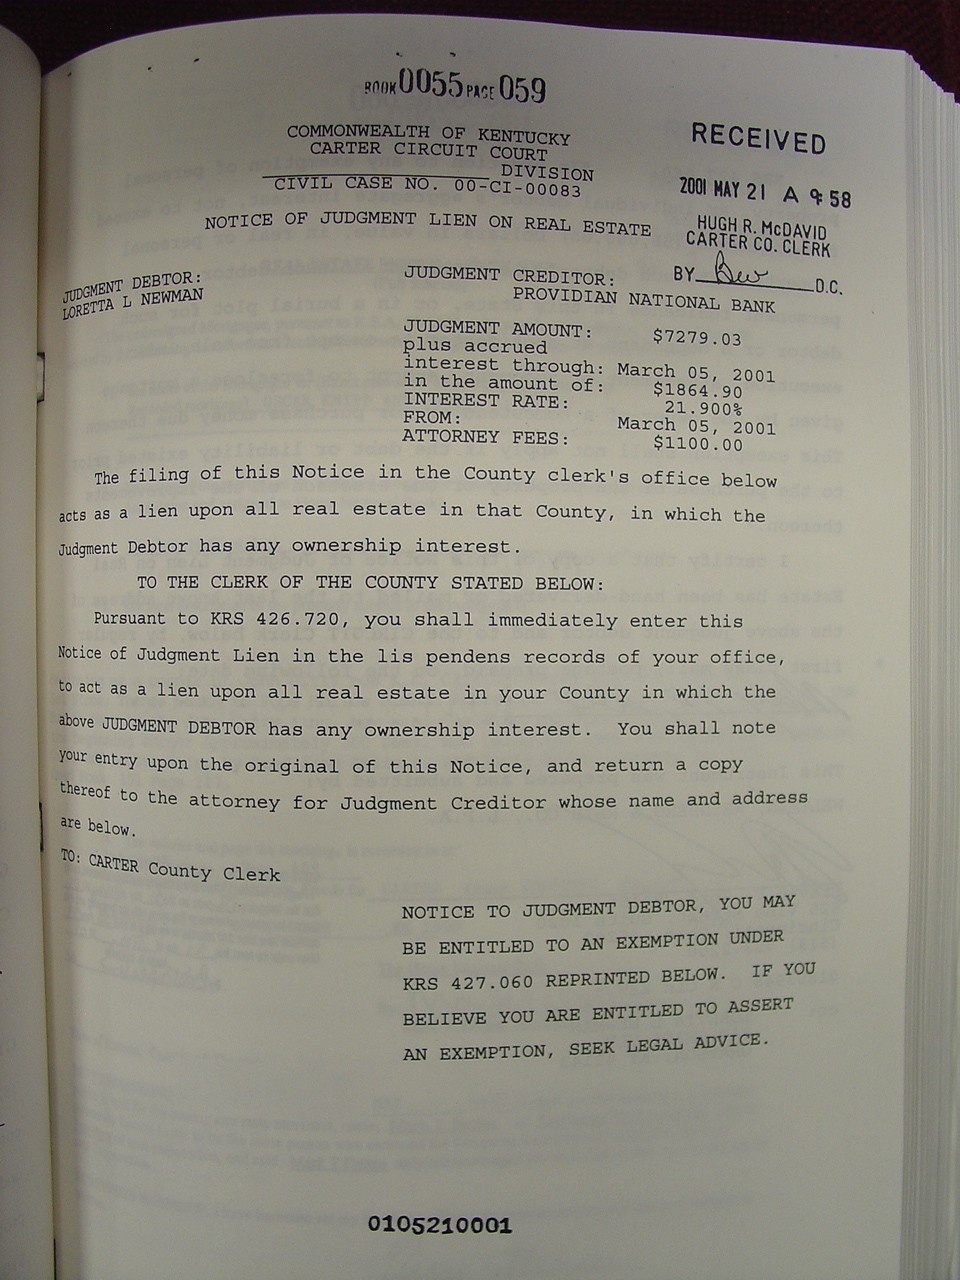 BOOK 0055 PAGE 059
COMMONWEALTH OF KENTUCKY
CARTER CIRCUIT COURT
DIVISION
CIVIL CASE NO. 00-CI-00083
RECEIVED
2001 MAY 21 A 9:58
HUGH R. McDAVID
CARTER CO. CLERK
BY D.C.
NOTICE OF JUDGMENT LIEN ON REAL ESTATE
JUDGMENT DEBTOR:
LORETTA L NEWMAN
JUDGMENT CREDITOR:
PROVIDIAN NATIONAL BANK
JUDGMENT AMOUNT: $7279.03
plus accrued
interest through: March 05, 2001
in the amount of: $1864.90
INTEREST RATE: 21.900%
FROM: March 05, 2001
ATTORNEY FEES: $1100.00
The filing of this Notice in the County clerk's office below
acts as a lien upon all real estate in that County, in which the
Judgment Debtor has any ownership interest.
TO THE CLERK OF THE COUNTY STATED BELOW:
Pursuant to KRS 426.720, you shall immediately enter this
Notice of Judgment Lien in the lis pendens records of your office,
to act as a lien upon all real estate in your County in which the
above JUDGMENT DEBTOR has any ownership interest. You shall note
your entry upon the original of this Notice, and return a copy
thereof to the attorney for Judgment Creditor whose name and address
are below.
TO: CARTER County Clerk
NOTICE TO JUDGMENT DEBTOR, YOU MAY
BE ENTITLED TO AN EXEMPTION UNDER
KRS 427.060 REPRINTED BELOW. IF YOU
BELIEVE YOU ARE ENTITLED TO ASSERT
AN EXEMPTION, SEEK LEGAL ADVICE.
0105210001